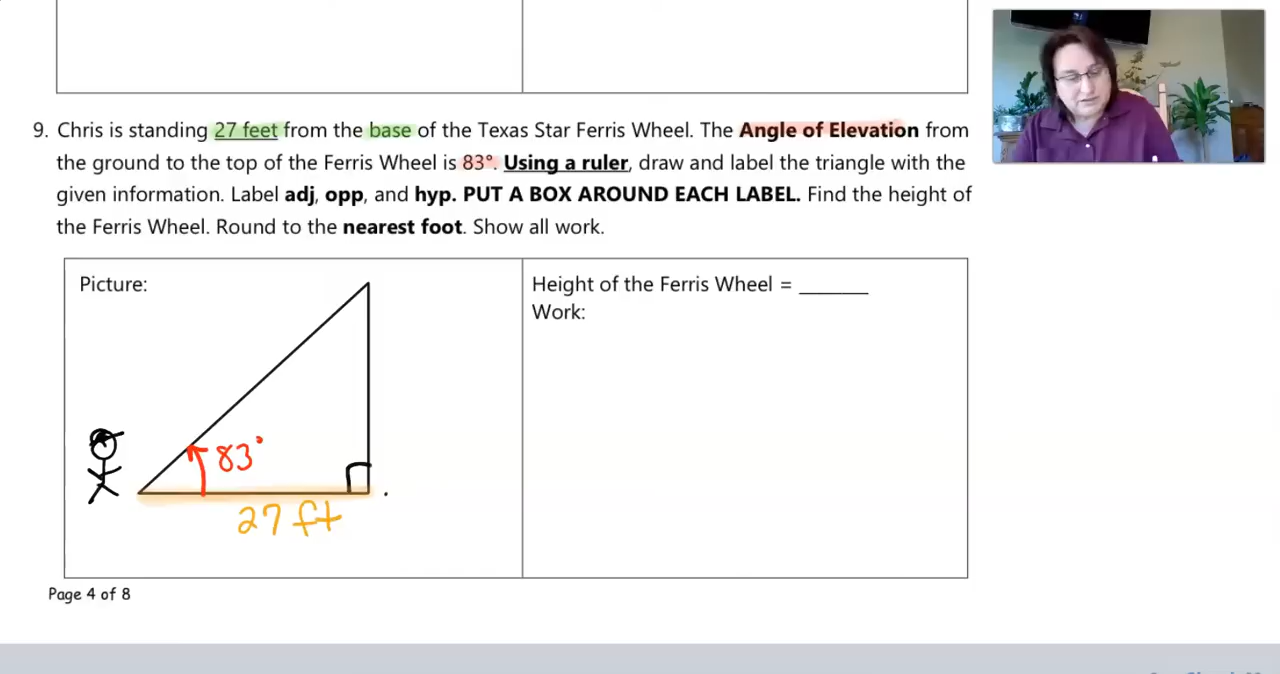 9. Chris is standing 27 feet from the base of the Texas Star Ferris Wheel. The Angle of Elevation from
the ground to the top of the Ferris Wheel is 83°. Using a ruler, draw and label the triangle with the
given information. Label adj, opp, and hyp. PUT A BOX AROUND EACH LABEL. Find the height of
the Ferris Wheel. Round to the nearest foot. Show all work.
Picture:
Height of the Ferris Wheel = ______
Work:
83°
27 ft
Page 4 of 8